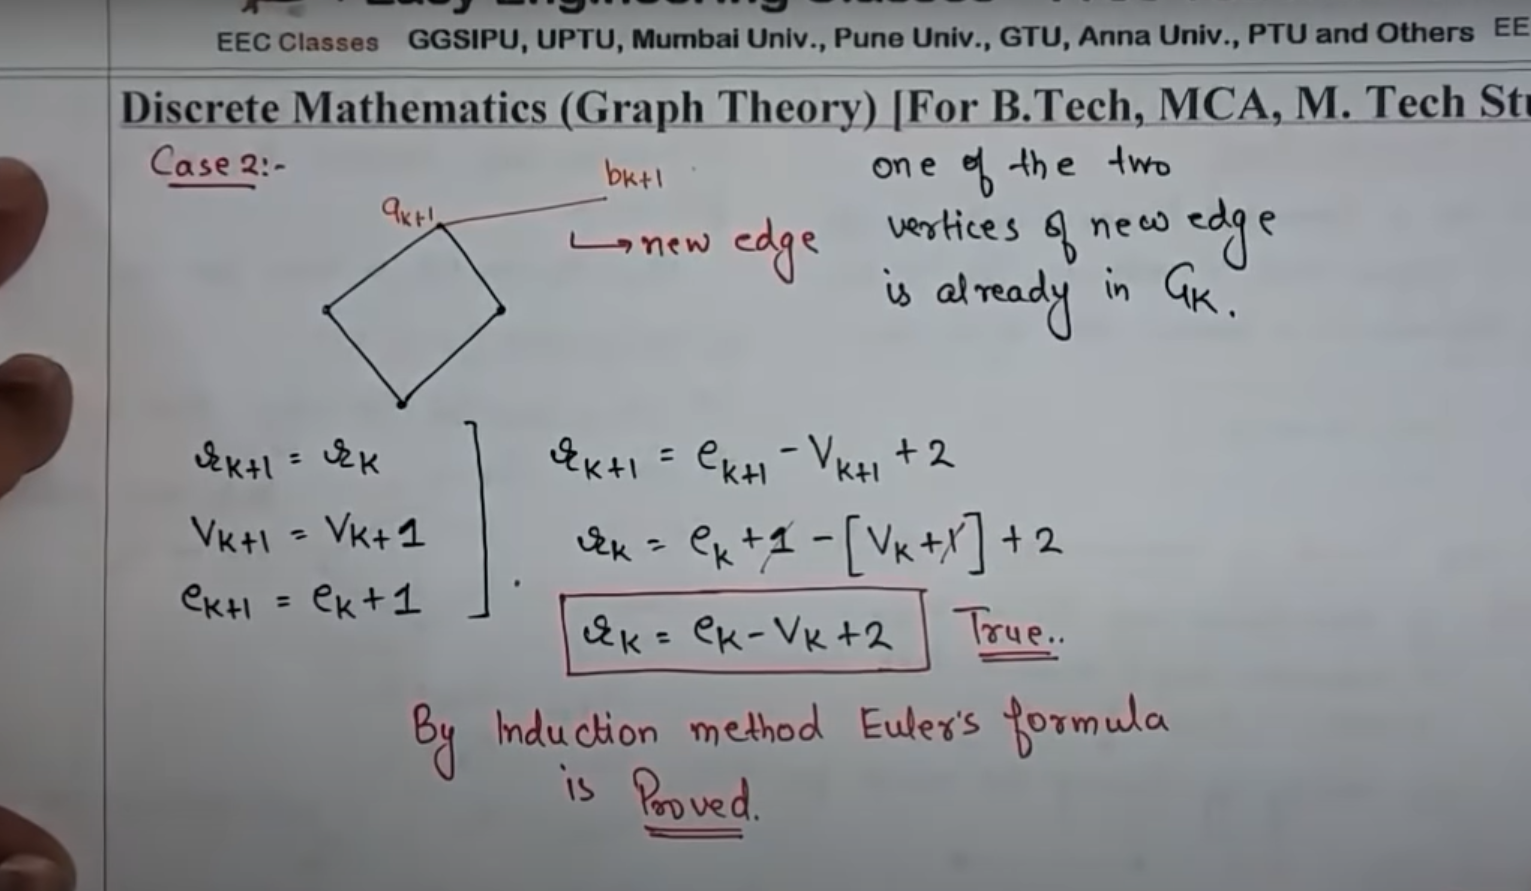 EEC Classes GGSIPU, UPTU, Mumbai Univ., Pune Univ., GTU, Anna Univ., PTU and Others EE
Discrete Mathematics (Graph Theory) [For B.Tech, MCA, M. Tech St
Case 2:-
a_{K+1}
b_{K+1}
↳ new edge
one of the two
vertices of new edge
is already in G_K.
r_{K+1} = r_K
V_{K+1} = V_K+1
e_{K+1} = e_K+1
r_{K+1} = e_{K+1} - V_{K+1} + 2
r_K = e_K + 1 - [V_K + 1] + 2
r_K = e_K - V_K + 2 True..
By Induction method Euler's formula
is Proved.